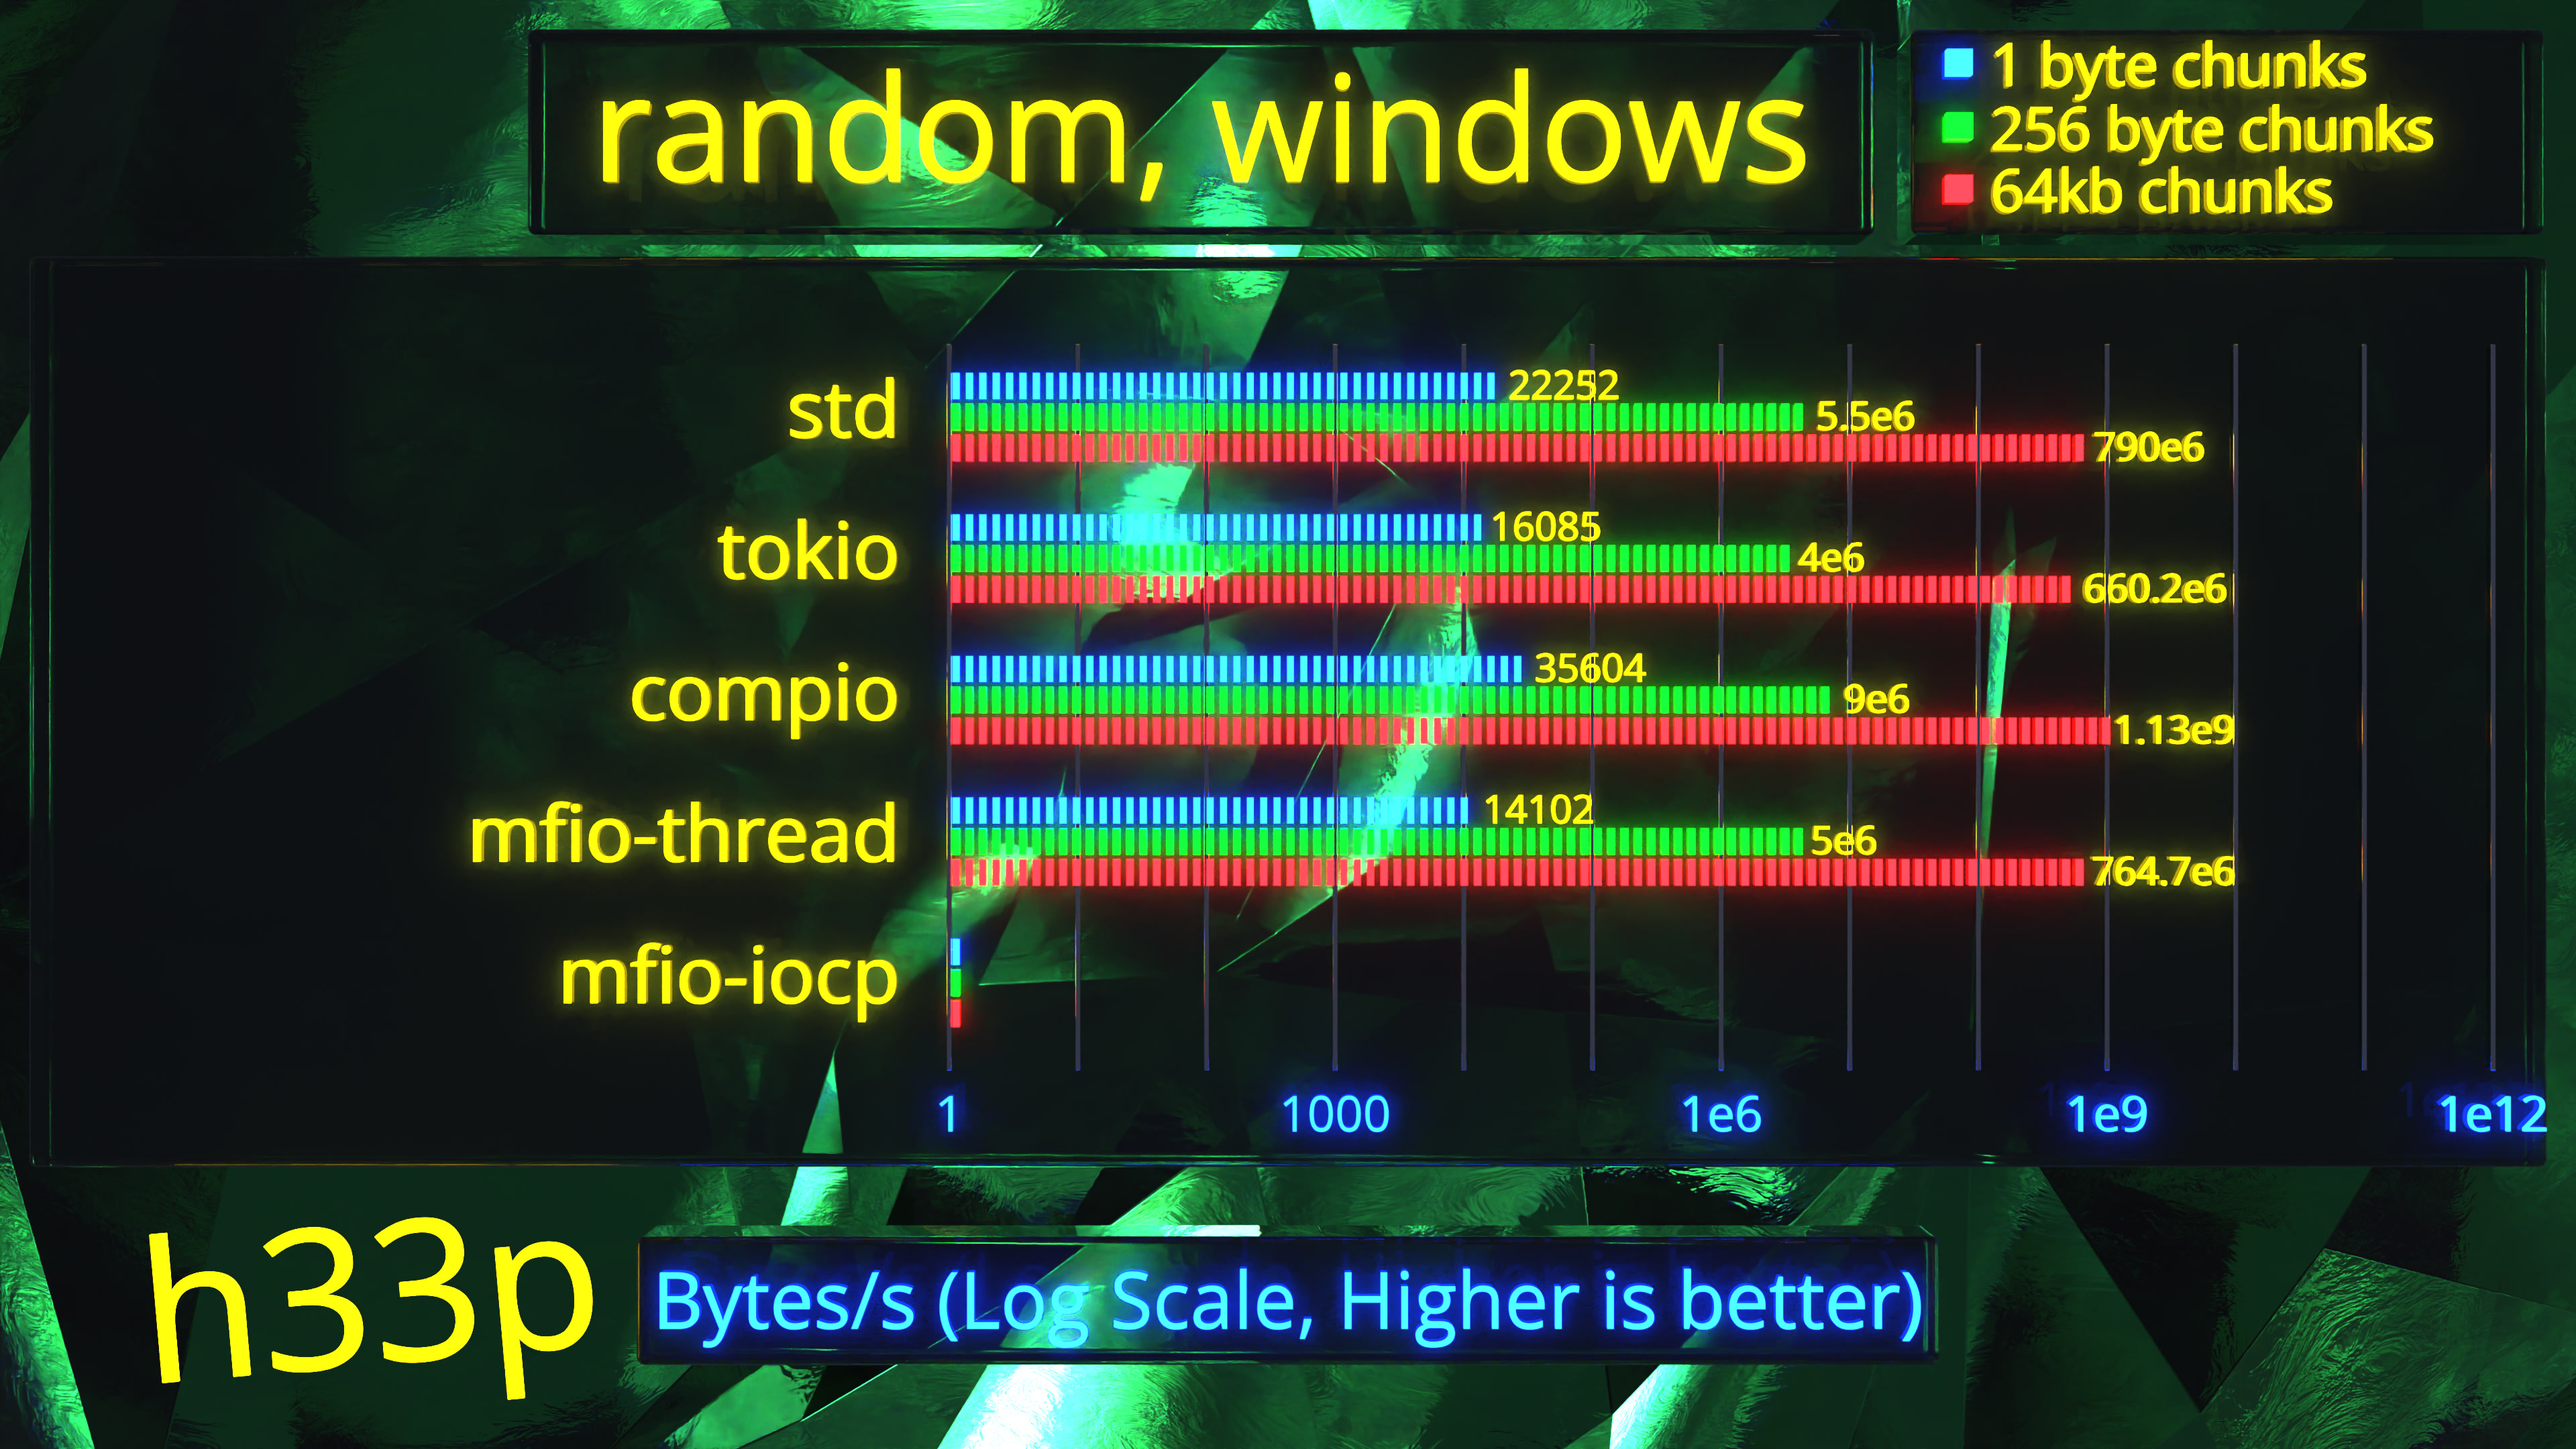 random, windows
1 byte chunks
256 byte chunks
64kb chunks
std
22252
5.5e6
790e6
tokio
16085
4e6
660.2e6
compio
35604
9e6
1.13e9
mfio-thread
14102
5e6
764.7e6
mfio-iocp
1 1000 1e6 1e9 1e12
h33p
Bytes/s (Log Scale, Higher is better)